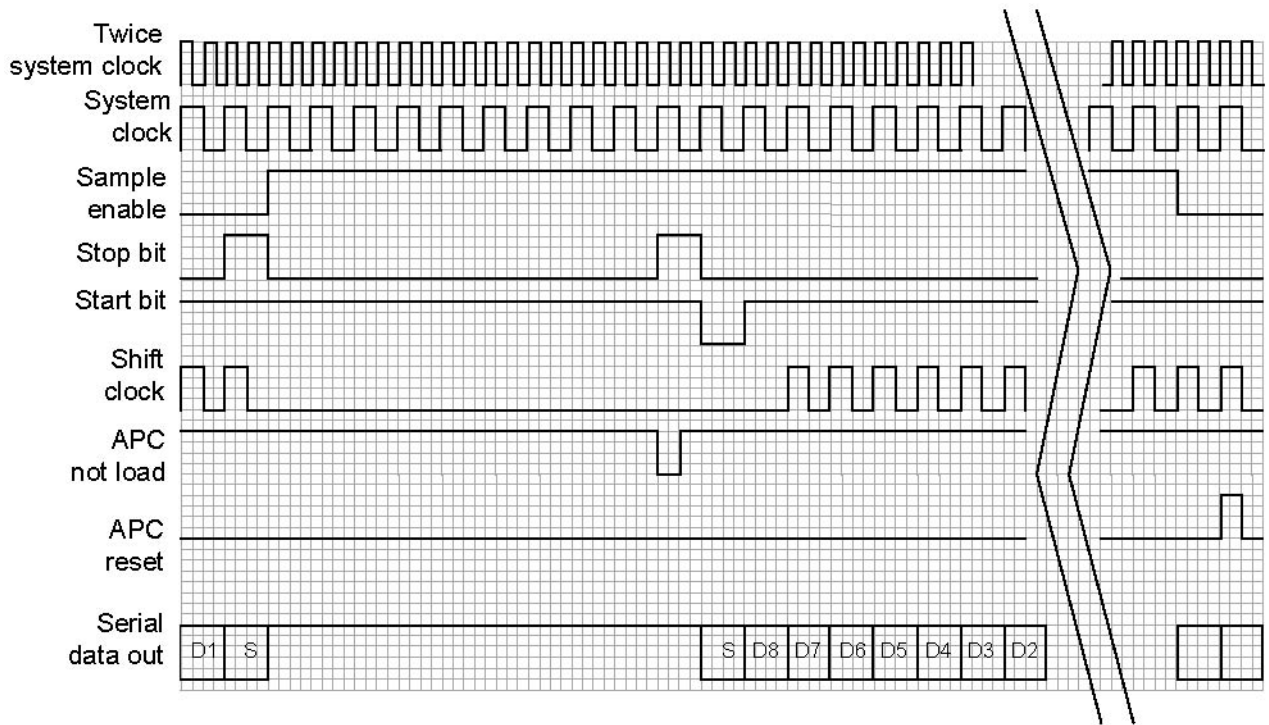 Twice
system clock
System
clock
Sample
enable
Stop bit
Start bit
Shift
clock
APC
not load
APC
reset
Serial
data out
D1 S S D8 D7 D6 D5 D4 D3 D2